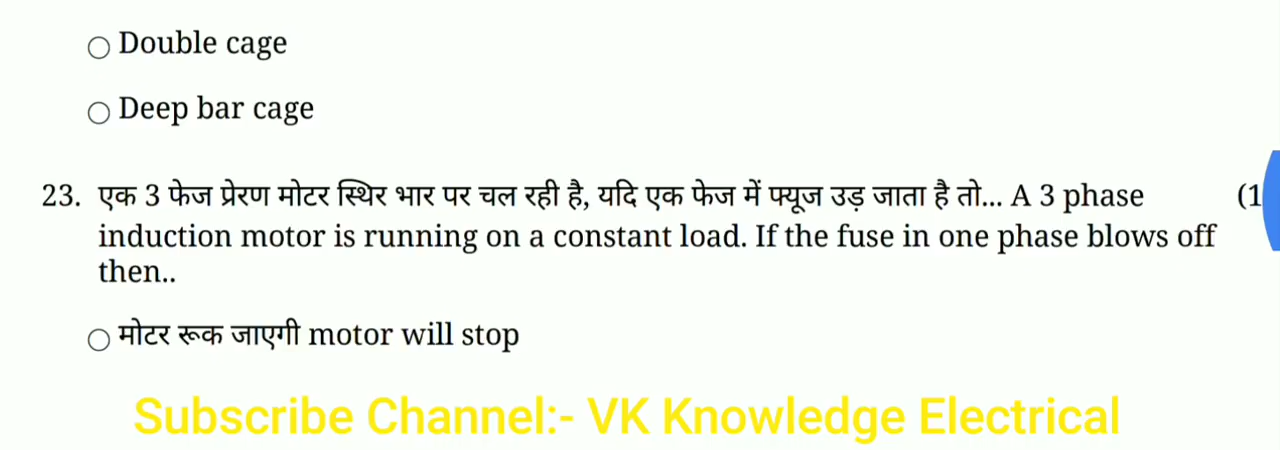 Double cage
Deep bar cage
23. एक 3 फेज प्रेरण मोटर स्थिर भार पर चल रही है, यदि एक फेज में फ्यूज उड़ जाता है तो... A 3 phase (1
induction motor is running on a constant load. If the fuse in one phase blows off
then..
मोटर रूक जाएगी motor will stop
Subscribe Channel:- VK Knowledge Electrical